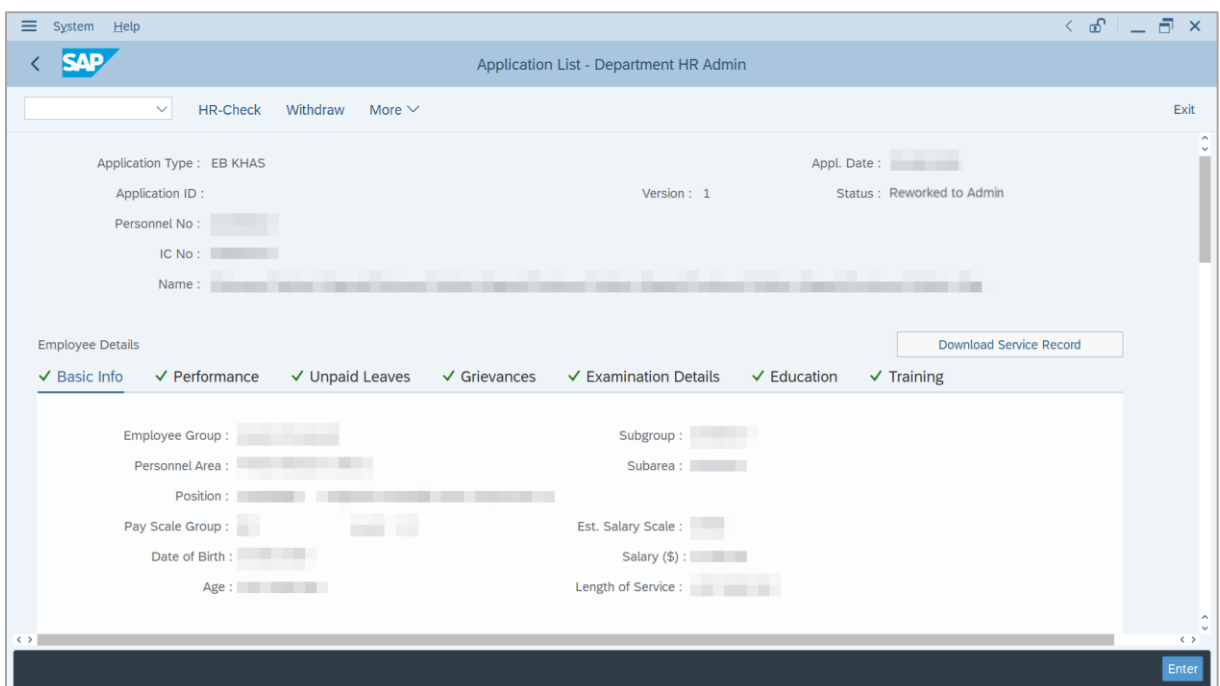 System Help
SAP
Application List - Department HR Admin
HR-Check Withdraw More Exit
Application Type : EB KHAS Appl. Date :
Application ID : Version : 1 Status : Reworked to Admin
Personnel No :
IC No :
Name :
Employee Details Download Service Record
Basic Info Performance Unpaid Leaves Grievances Examination Details Education Training
Employee Group : Subgroup :
Personnel Area : Subarea :
Position :
Pay Scale Group : Est. Salary Scale :
Date of Birth : Salary ($) :
Age : Length of Service :
Enter